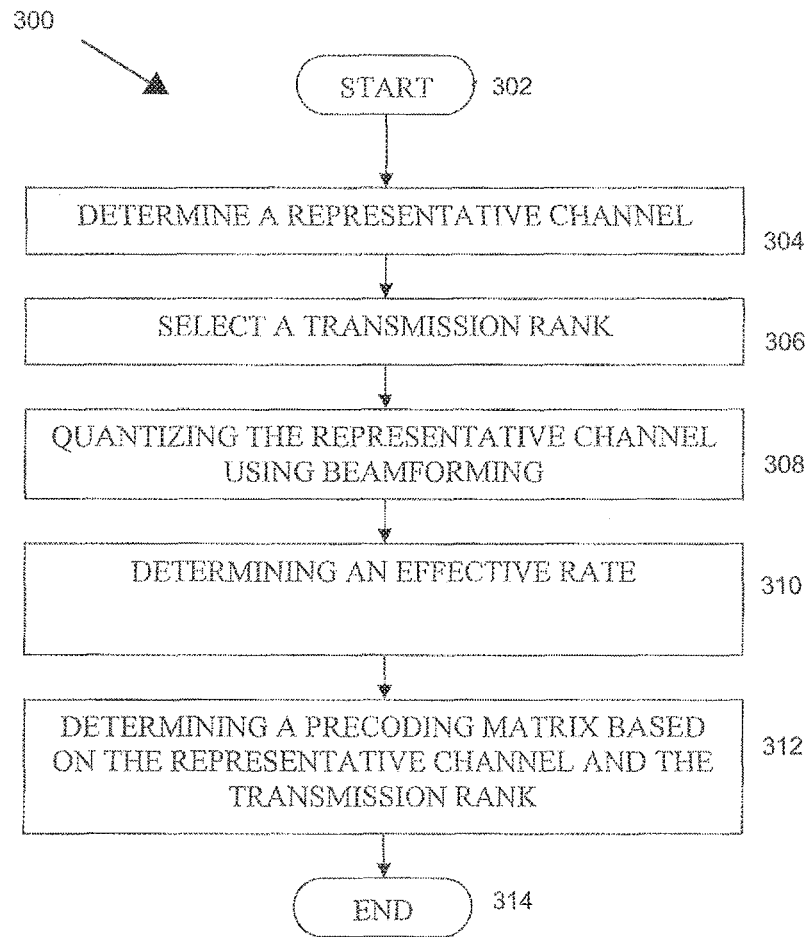 300
START
302
DETERMINE A REPRESENTATIVE CHANNEL
304
SELECT A TRANSMISSION RANK
306
QUANTIZING THE REPRESENTATIVE CHANNEL
USING BEAMFORMING
308
DETERMINING AN EFFECTIVE RATE
310
DETERMINING A PRECODING MATRIX BASED
ON THE REPRESENTATIVE CHANNEL AND THE
TRANSMISSION RANK
312
END
314